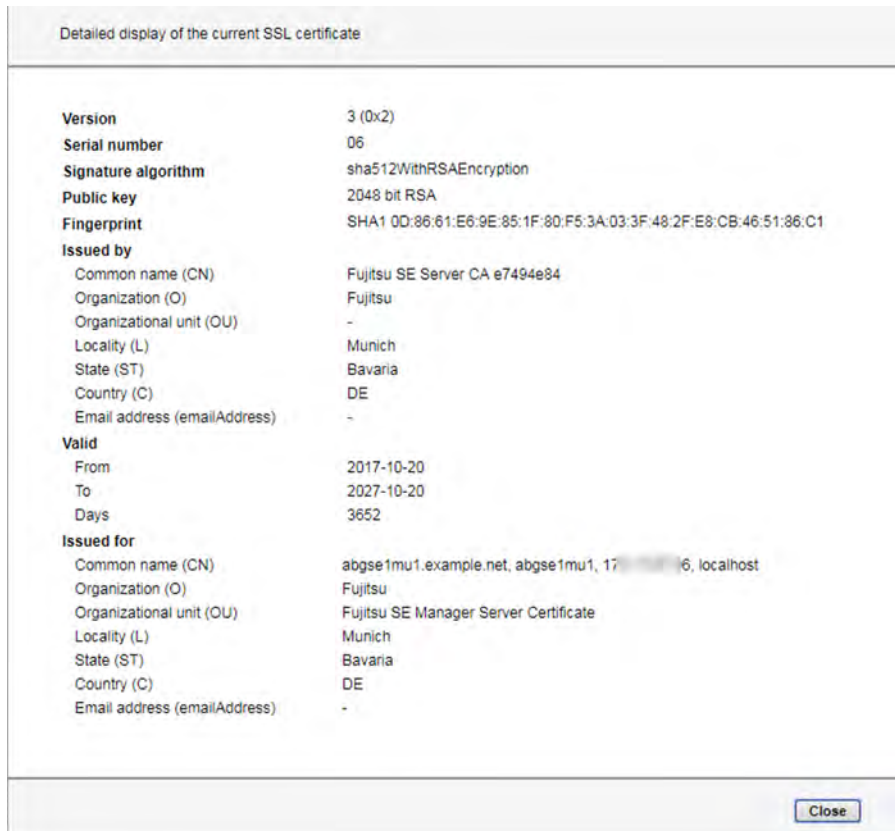 Detailed display of the current SSL certificate
Version 3 (0x2)
Serial number 06
Signature algorithm sha512WithRSAEncryption
Public key 2048 bit RSA
Fingerprint SHA1 0D:86:61:E6:9E:85:1F:80:F5:3A:03:3F:48:2F:E8:CB:46:51:86:C1
Issued by
Common name (CN) Fujitsu SE Server CA e7494e84
Organization (O) Fujitsu
Organizational unit (OU) -
Locality (L) Munich
State (ST) Bavaria
Country (C) DE
Email address (emailAddress) -
Valid
From 2017-10-20
To 2027-10-20
Days 3652
Issued for
Common name (CN) abgse1mu1.example.net, abgse1mu1, localhost
Organization (O) Fujitsu
Organizational unit (OU) Fujitsu SE Manager Server Certificate
Locality (L) Munich
State (ST) Bavaria
Country (C) DE
Email address (emailAddress) -
Close